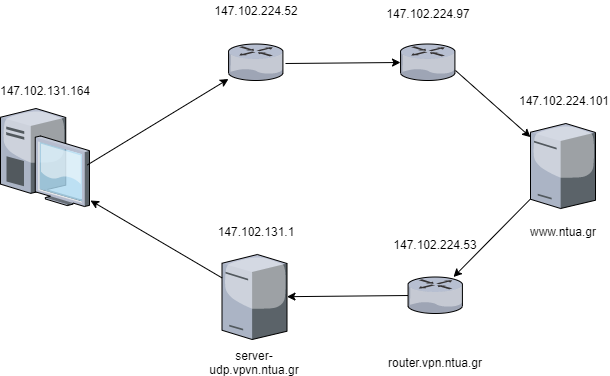 147.102.224.52
147.102.224.97
147.102.131.164
147.102.224.101
www.ntua.gr
147.102.131.1
147.102.224.53
server-
udp.vpvn.ntua.gr
router.vpn.ntua.gr